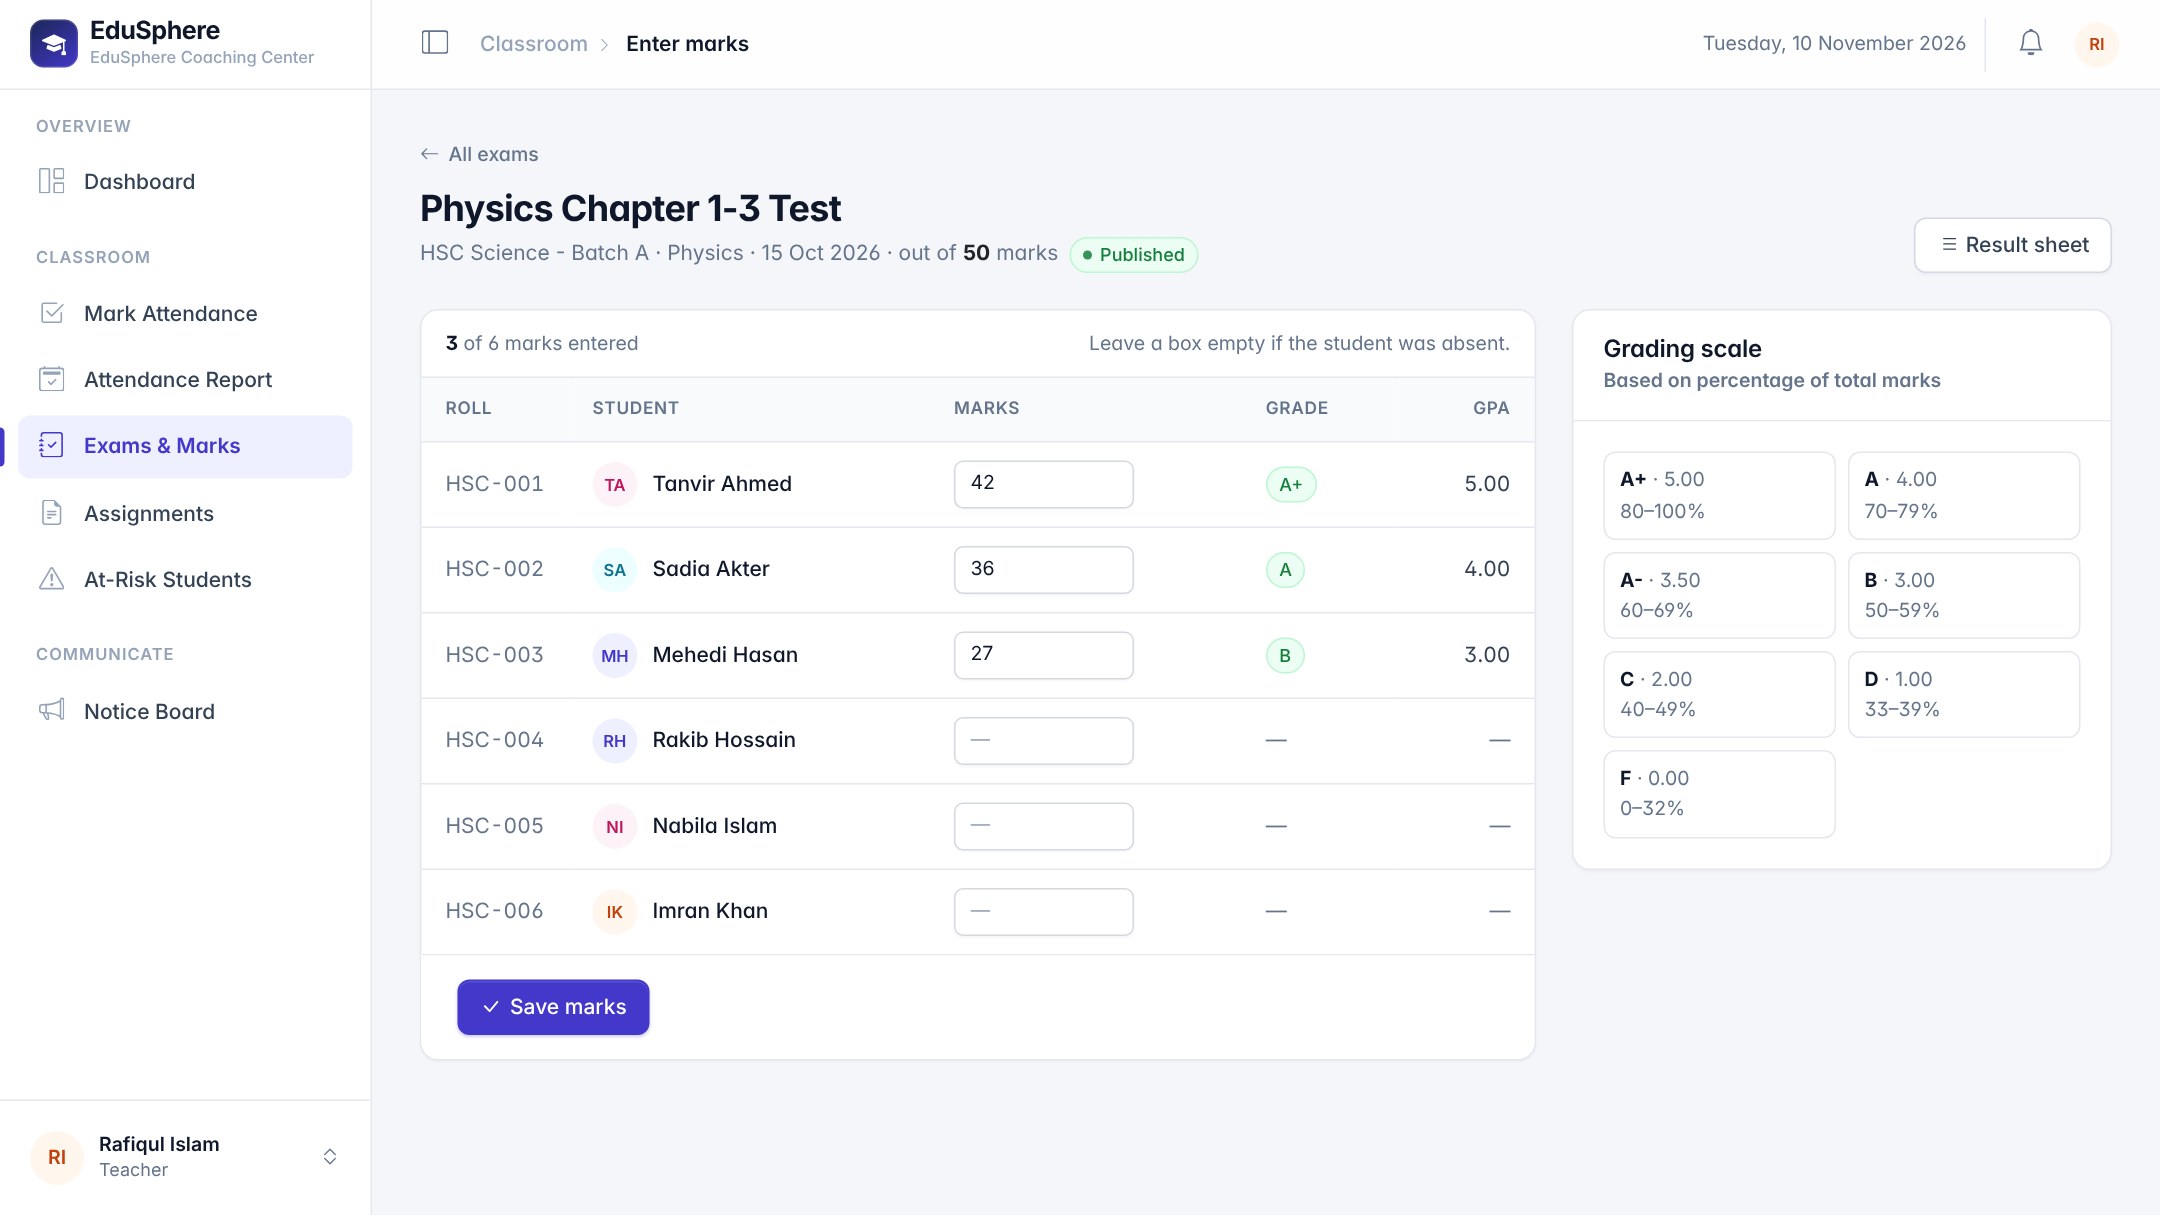 EduSphere
EduSphere Coaching Center
OVERVIEW
Dashboard
CLASSROOM
Mark Attendance
Attendance Report
Exams & Marks
Assignments
At-Risk Students
COMMUNICATE
Notice Board
RI
Rafiqul Islam
Teacher
Classroom > Enter marks
Tuesday, 10 November 2026
RI
← All exams
Physics Chapter 1-3 Test
HSC Science - Batch A · Physics · 15 Oct 2026 · out of 50 marks Published
Result sheet
3 of 6 marks entered Leave a box empty if the student was absent.
ROLL STUDENT MARKS GRADE GPA
HSC-001 TA Tanvir Ahmed 42 A+ 5.00
HSC-002 SA Sadia Akter 36 A 4.00
HSC-003 MH Mehedi Hasan 27 B 3.00
HSC-004 RH Rakib Hossain — — —
HSC-005 NI Nabila Islam — — —
HSC-006 IK Imran Khan — — —
Save marks
Grading scale
Based on percentage of total marks
A+ · 5.00
80–100%
A · 4.00
70–79%
A- · 3.50
60–69%
B · 3.00
50–59%
C · 2.00
40–49%
D · 1.00
33–39%
F · 0.00
0–32%